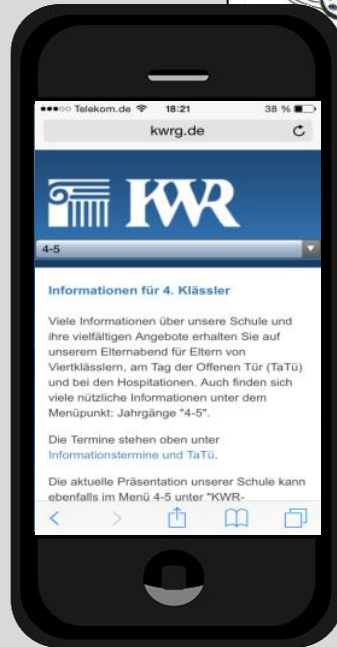 Telekom.de 18:21 38 %
kwrg.de
KWR
4-5
Informationen für 4. Klässler
Viele Informationen über unsere Schule und
ihre vielfältigen Angebote erhalten Sie auf
unserem Elternabend für Eltern von
Viertklässlern, am Tag der Offenen Tür (TaTü)
und bei den Hospitationen. Auch finden sich
viele nützliche Informationen unter dem
Menüpunkt: Jahrgänge "4-5".
Die Termine stehen oben unter
Informationstermine und TaTü.
Die aktuelle Präsentation unserer Schule kann
ebenfalls im Menü 4-5 unter "KWR-